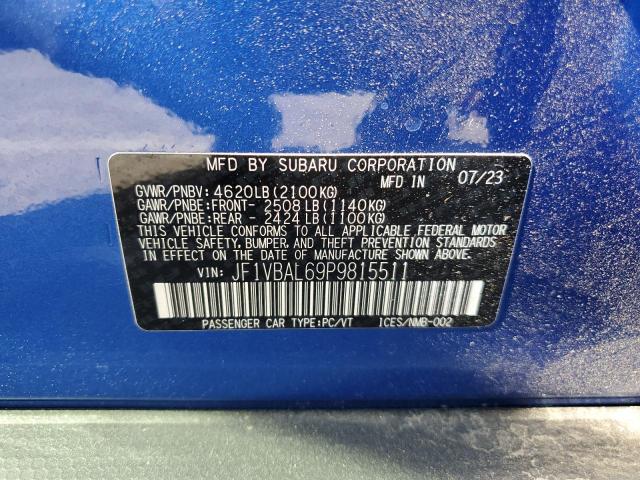 MFD BY SUBARU CORPORATION
MFD IN 07/23
GVWR/PNBV: 4620LB(2100KG)
GAWR/PNBE:FRONT- 2508 LB(1140KG)
GAWR/PNBE:REAR - 2424 LB(1100KG)
THIS VEHICLE CONFORMS TO ALL APPLICABLE FEDERAL MOTOR
VEHICLE SAFETY, BUMPER, AND THEFT PREVENTION STANDARDS
IN EFFECT ON THE DATE OF MANUFACTURE SHOWN ABOVE.
VIN: JF1VBAL69P9815511
PASSENGER CAR TYPE:PC/VT ICES/NMB-002